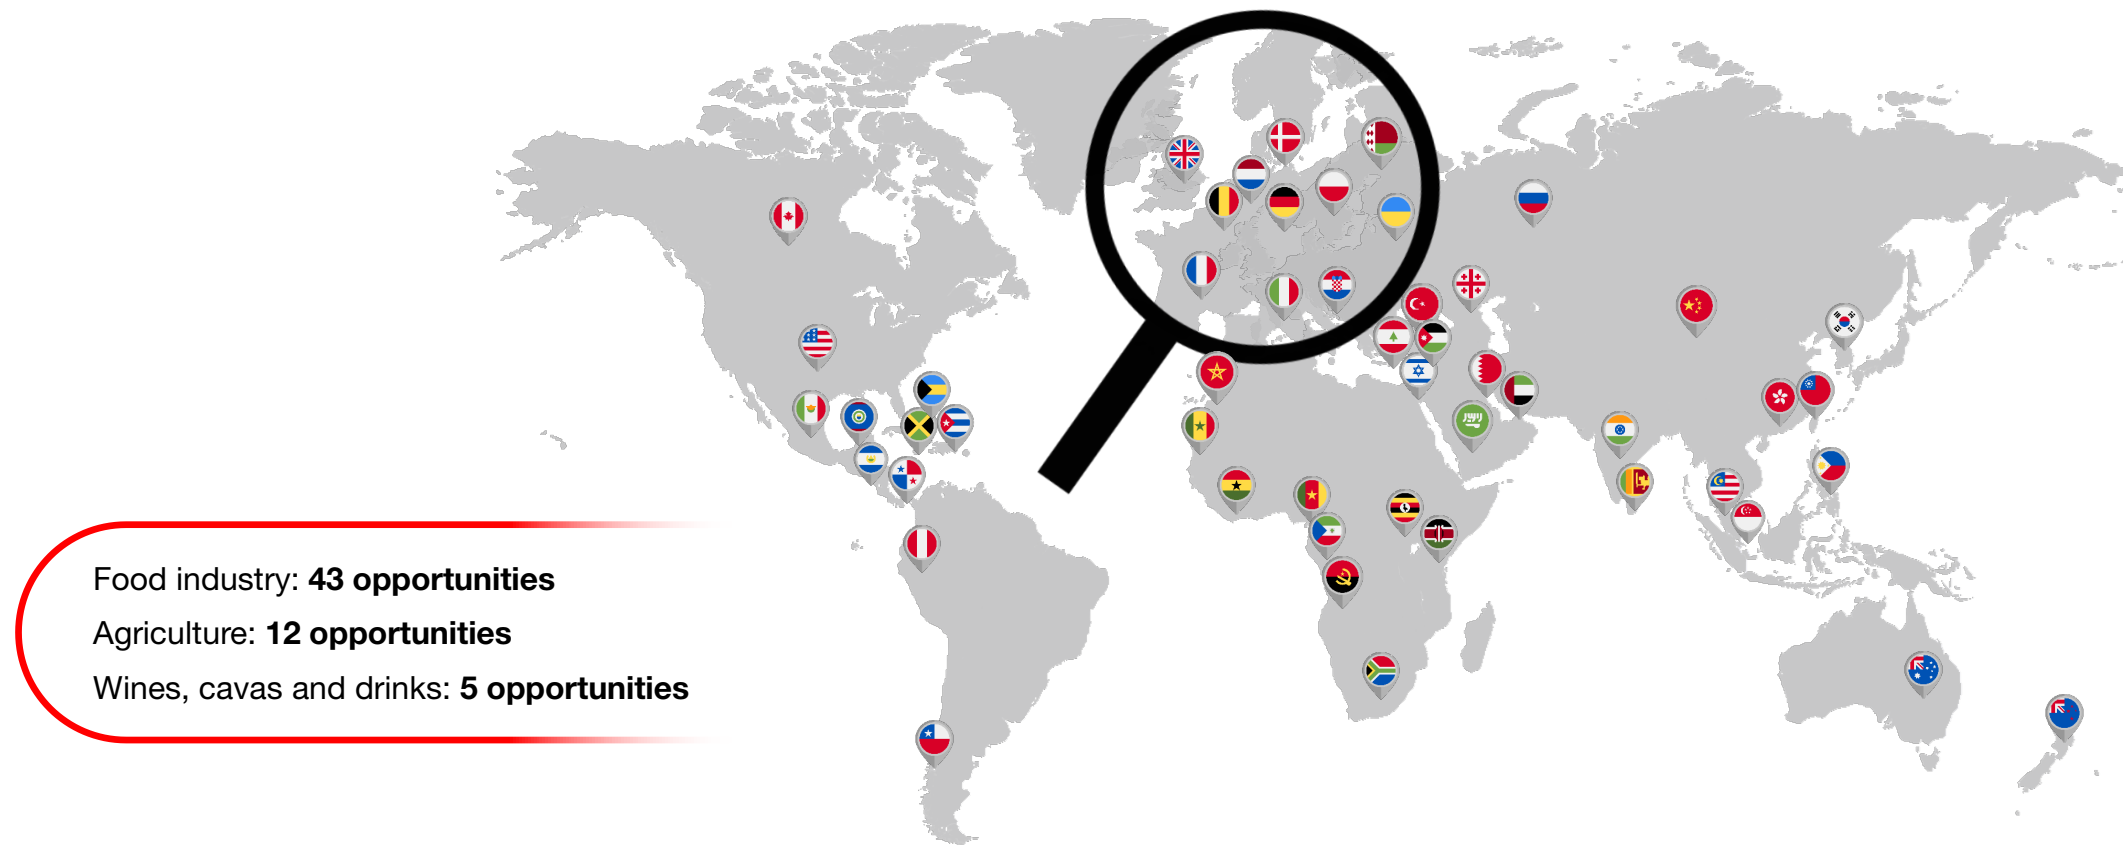 Food industry: 43 opportunities
Agriculture: 12 opportunities
Wines, cavas and drinks: 5 opportunities